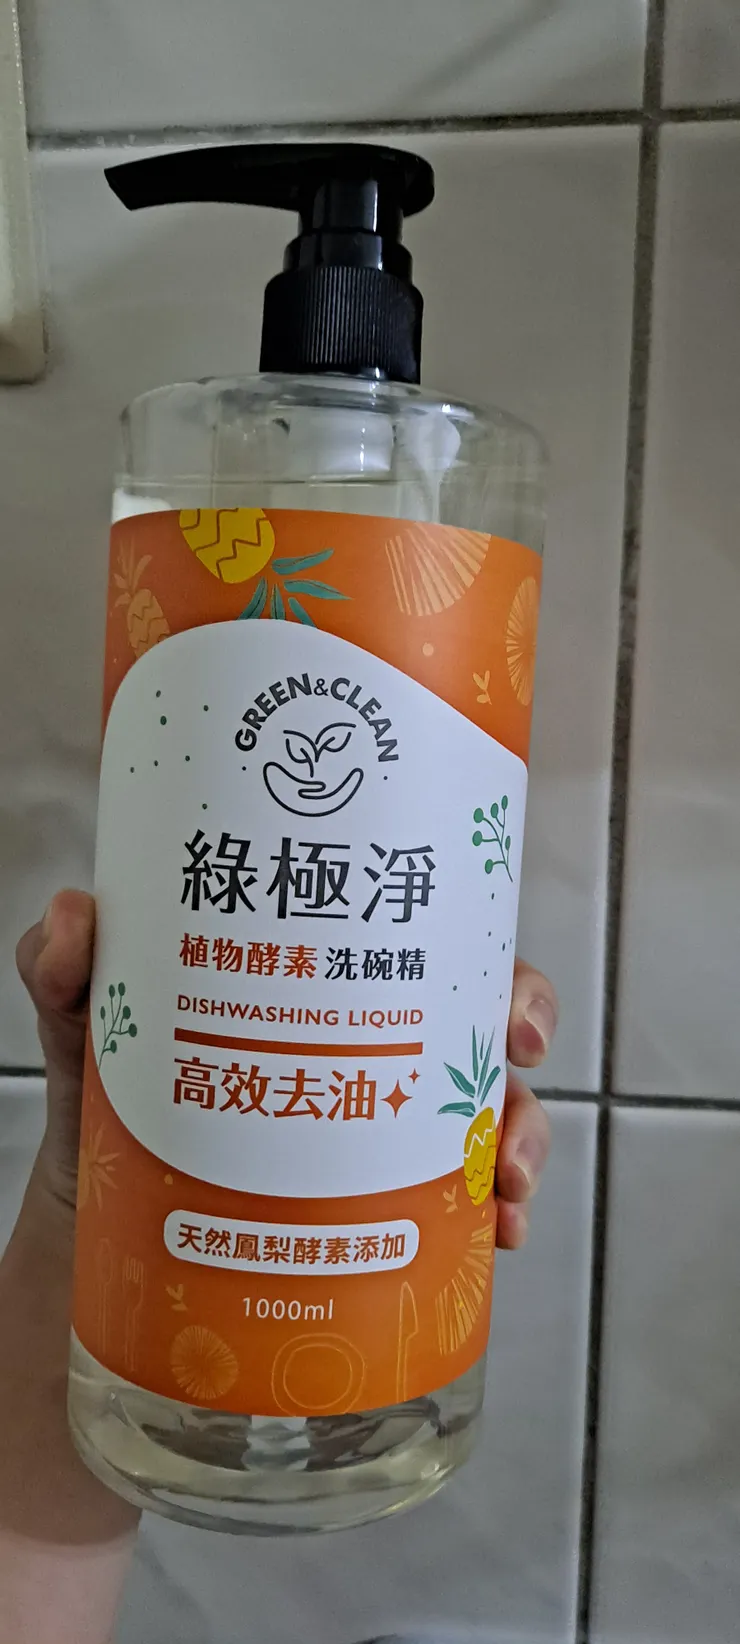 GREEN&CLEAN
綠極淨
植物酵素 洗碗精
DISHWASHING LIQUID
高效去油
天然鳳梨酵素添加
1000ml